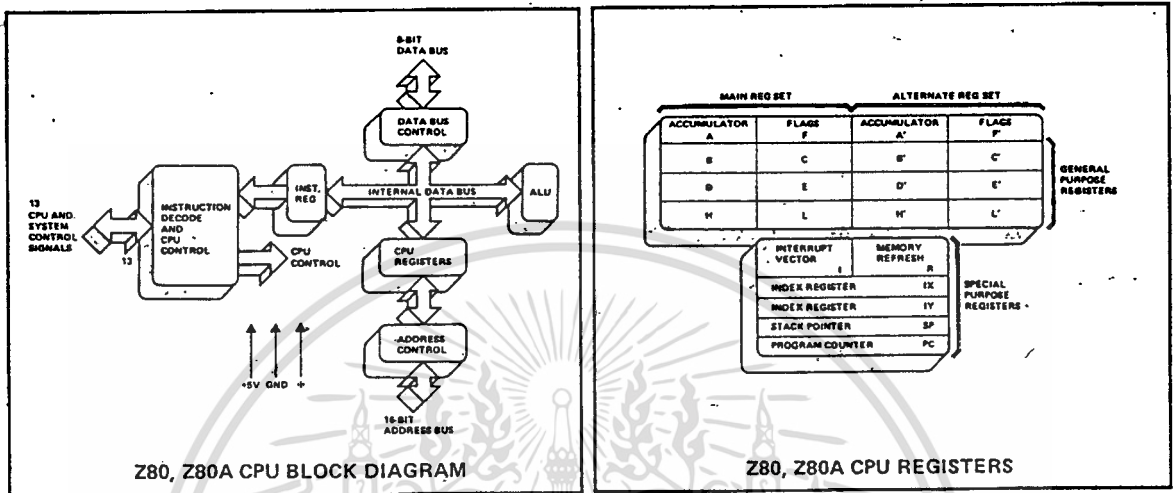 8-BIT
DATA BUS
DATA BUS
CONTROL
INST.
REG
INTERNAL DATA BUS
ALU
13
CPU AND
SYSTEM
CONTROL
SIGNALS
INSTRUCTION
DECODE
AND
CPU
CONTROL
13
CPU
CONTROL
CPU
REGISTERS
ADDRESS
CONTROL
+5V GND
16-BIT
ADDRESS BUS
Z80, Z80A CPU BLOCK DIAGRAM
MAIN REG SET ALTERNATE REG SET
ACCUMULATOR A FLAGS F ACCUMULATOR A' FLAGS F'
B C B' C'
D E D' E'
H L H' L'
GENERAL
PURPOSE
REGISTERS
INTERRUPT VECTOR I MEMORY REFRESH R
INDEX REGISTER IX
INDEX REGISTER IY
STACK POINTER SP
PROGRAM COUNTER PC
SPECIAL
PURPOSE
REGISTERS
Z80, Z80A CPU REGISTERS